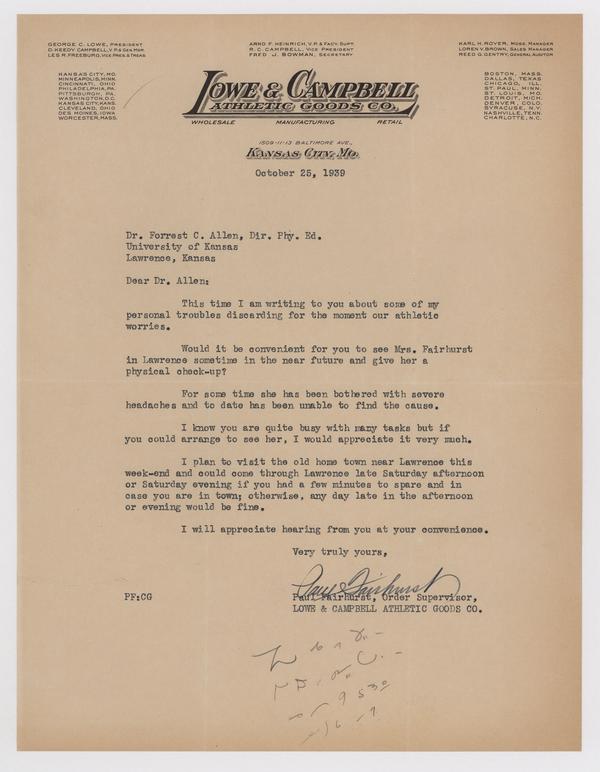 GEORGE C. LOWE, PRESIDENT
D. KEEDY CAMPBELL, V.P. & GEN. MGR.
LES R. FREEBURG, VICE PRES. & TREAS.
ARNO F. HEINRICH, V.P. & FACY. SUPT.
R. C. CAMPBELL, VICE PRESIDENT
FRED J. BOWMAN, SECRETARY
KARL H. ROYER, MDSE. MANAGER
LOREN V. BROWN, SALES MANAGER
REED G. GENTRY, GENERAL AUDITOR
KANSAS CITY, MO.
MINNEAPOLIS, MINN.
CINCINNATI, OHIO
PHILADELPHIA, PA.
PITTSBURGH, PA.
WASHINGTON, D.C.
KANSAS CITY, KANS.
CLEVELAND, OHIO
DES MOINES, IOWA
WORCESTER, MASS.
LOWE & CAMPBELL
ATHLETIC GOODS CO.
WHOLESALE MANUFACTURING RETAIL
BOSTON, MASS.
DALLAS, TEXAS
CHICAGO, ILL.
ST. PAUL, MINN.
ST. LOUIS, MO.
DETROIT, MICH.
DENVER, COLO.
SYRACUSE, N.Y.
NASHVILLE, TENN.
CHARLOTTE, N.C.
1509-11-13 BALTIMORE AVE.,
KANSAS CITY, MO.
October 25, 1939
Dr. Forrest C. Allen, Dir. Phy. Ed.
University of Kansas
Lawrence, Kansas
Dear Dr. Allen:
This time I am writing to you about some of my
personal troubles discarding for the moment our athletic
worries.
Would it be convenient for you to see Mrs. Fairhurst
in Lawrence sometime in the near future and give her a
physical check-up?
For some time she has been bothered with severe
headaches and to date has been unable to find the cause.
I know you are quite busy with many tasks but if
you could arrange to see her, I would appreciate it very much.
I plan to visit the old home town near Lawrence this
week-end and could come through Lawrence late Saturday afternoon
or Saturday evening if you had a few minutes to spare and in
case you are in town; otherwise, any day late in the afternoon
or evening would be fine.
I will appreciate hearing from you at your convenience.
Very truly yours,
Paul Fairhurst
PF:CG
Paul Fairhurst, Order Supervisor,
LOWE & CAMPBELL ATHLETIC GOODS CO.